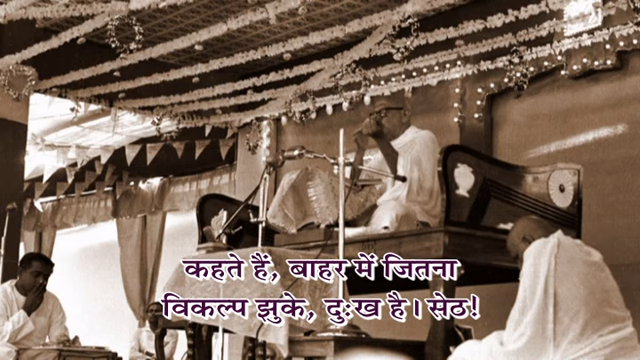 कहते हैं, बाहर में जितना
विकल्प झुके, दुःख है। सेठ!